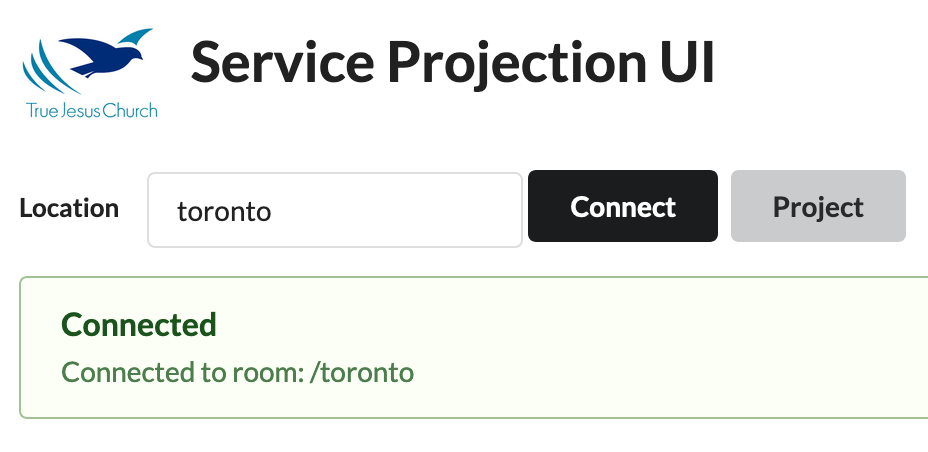 Service Projection UI
True Jesus Church
Location
toronto
Connect
Project
Connected
Connected to room: /toronto